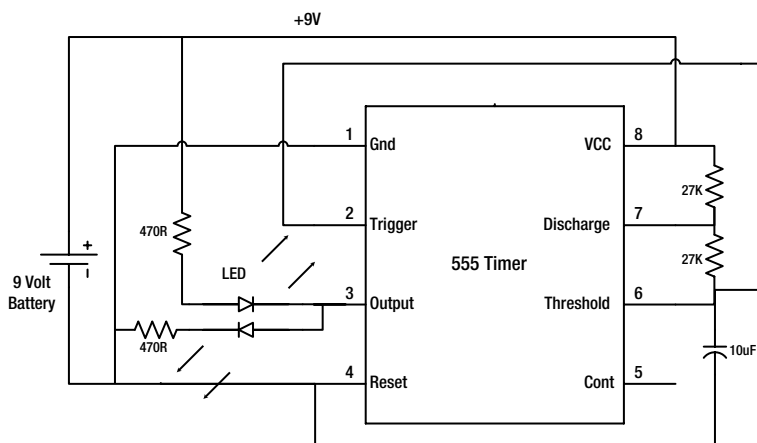 +9V
1
Gnd
VCC
8
27K
470R
2
Trigger
Discharge
7
LED
555 Timer
27K
+
-
9 Volt
Battery
3
Output
Threshold
6
470R
10uF
4
Reset
Cont
5